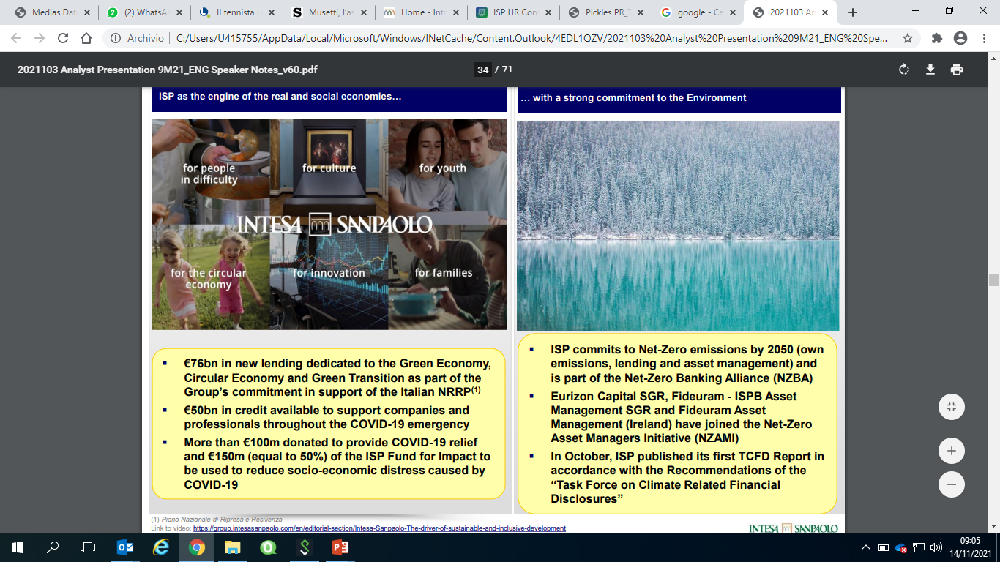 Medias Dat
(2) WhatsA
Il tennista L
Musetti, l'as
Home - Intr
ISP HR Con
Pickles PR_T
google - Ce
2021103 An
Archivio
C:/Users/U415755/AppData/Local/Microsoft/Windows/INetCache/Content.Outlook/4EDL1QZV/2021103%20Analyst%20Presentation%209M21_ENG%20Spe...
2021103 Analyst Presentation 9M21_ENG Speaker Notes_v60.pdf
34 / 71
ISP as the engine of the real and social economies…
for people
in difficulty
for culture
for youth
INTESA SANPAOLO
for the circular
economy
for innovation
for families
▪ €76bn in new lending dedicated to the Green Economy,
Circular Economy and Green Transition as part of the
Group's commitment in support of the Italian NRRP(1)
▪ €50bn in credit available to support companies and
professionals throughout the COVID-19 emergency
▪ More than €100m donated to provide COVID-19 relief
and €150m (equal to 50%) of the ISP Fund for Impact to
be used to reduce socio-economic distress caused by
COVID-19
… with a strong commitment to the Environment
▪ ISP commits to Net-Zero emissions by 2050 (own
emissions, lending and asset management) and
is part of the Net-Zero Banking Alliance (NZBA)
▪ Eurizon Capital SGR, Fideuram - ISPB Asset
Management SGR and Fideuram Asset
Management (Ireland) have joined the Net-Zero
Asset Managers Initiative (NZAMI)
▪ In October, ISP published its first TCFD Report in
accordance with the Recommendations of the
“Task Force on Climate Related Financial
Disclosures”
(1) Piano Nazionale di Ripresa e Resilienza
Link to video: https://group.intesasanpaolo.com/en/editorial-section/Intesa-Sanpaolo-The-driver-of-sustainable-and-inclusive-development
INTESA SANPAOLO
09:05
14/11/2021